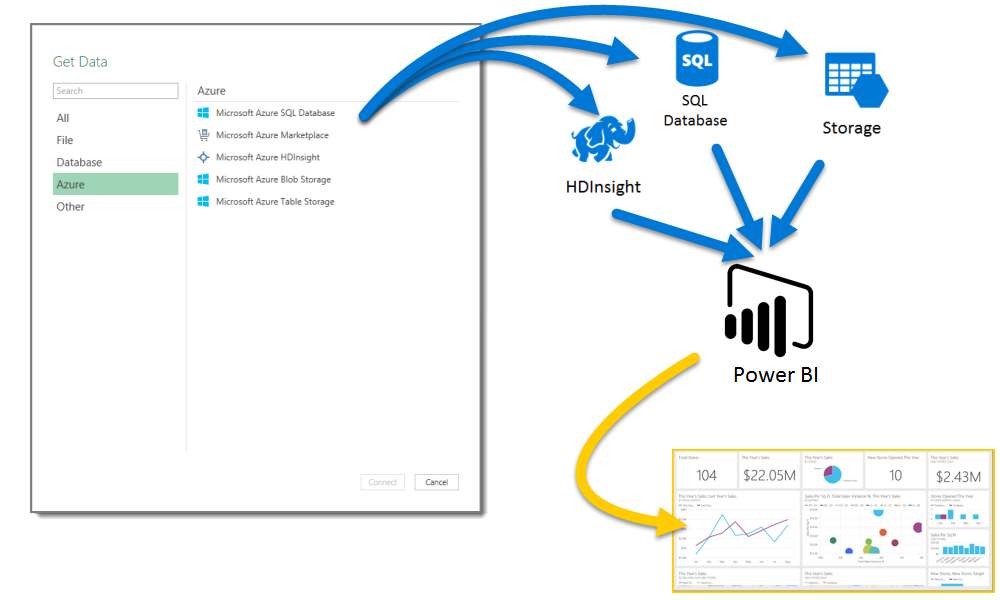 Get Data
Search
All
File
Database
Azure
Other
Azure
Microsoft Azure SQL Database
Microsoft Azure Marketplace
Microsoft Azure HDInsight
Microsoft Azure Blob Storage
Microsoft Azure Table Storage
Connect
Cancel
SQL
SQL
Database
Storage
HDInsight
Power BI
Total Stores
104
This Year's Sales
$22.05M
This Year's Sales
New Stores Opened This Year
10
This Year's Sales
$2.43M
This Year's Sales, Last Year's Sales
Sales Per Sq Ft, Total Sales Variance %, This Year's Sales
Stores Opened This Year
Sales Per Sq Ft
This Year's Sales
This Year's Sales
New Stores, New Stores Target